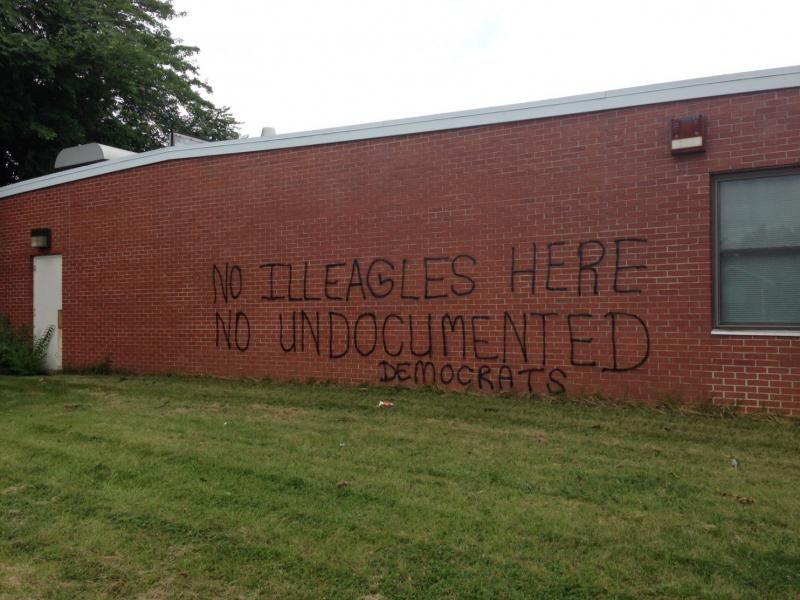 NO ILLEAGLES HERE
NO UNDOCUMENTED
DEMOCRATS